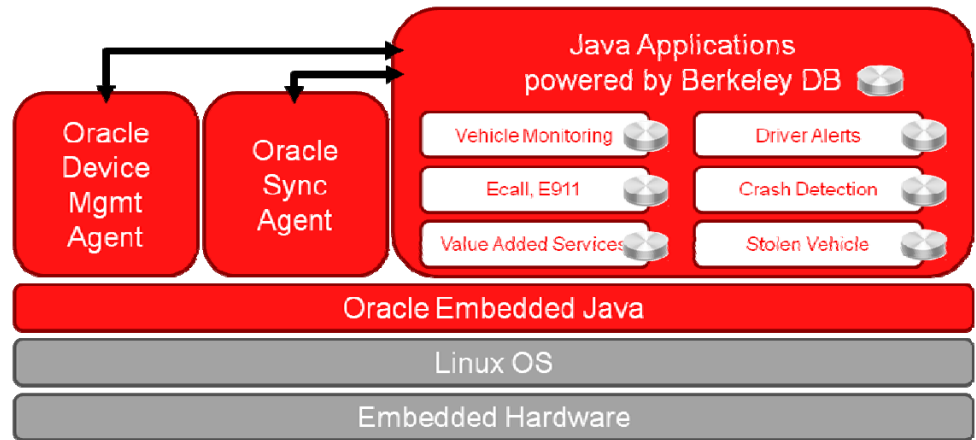 Java Applications
powered by Berkeley DB
Oracle
Device
Mgmt
Agent
Oracle
Sync
Agent
Vehicle Monitoring
Driver Alerts
Ecall, E911
Crash Detection
Value Added Services
Stolen Vehicle
Oracle Embedded Java
Linux OS
Embedded Hardware